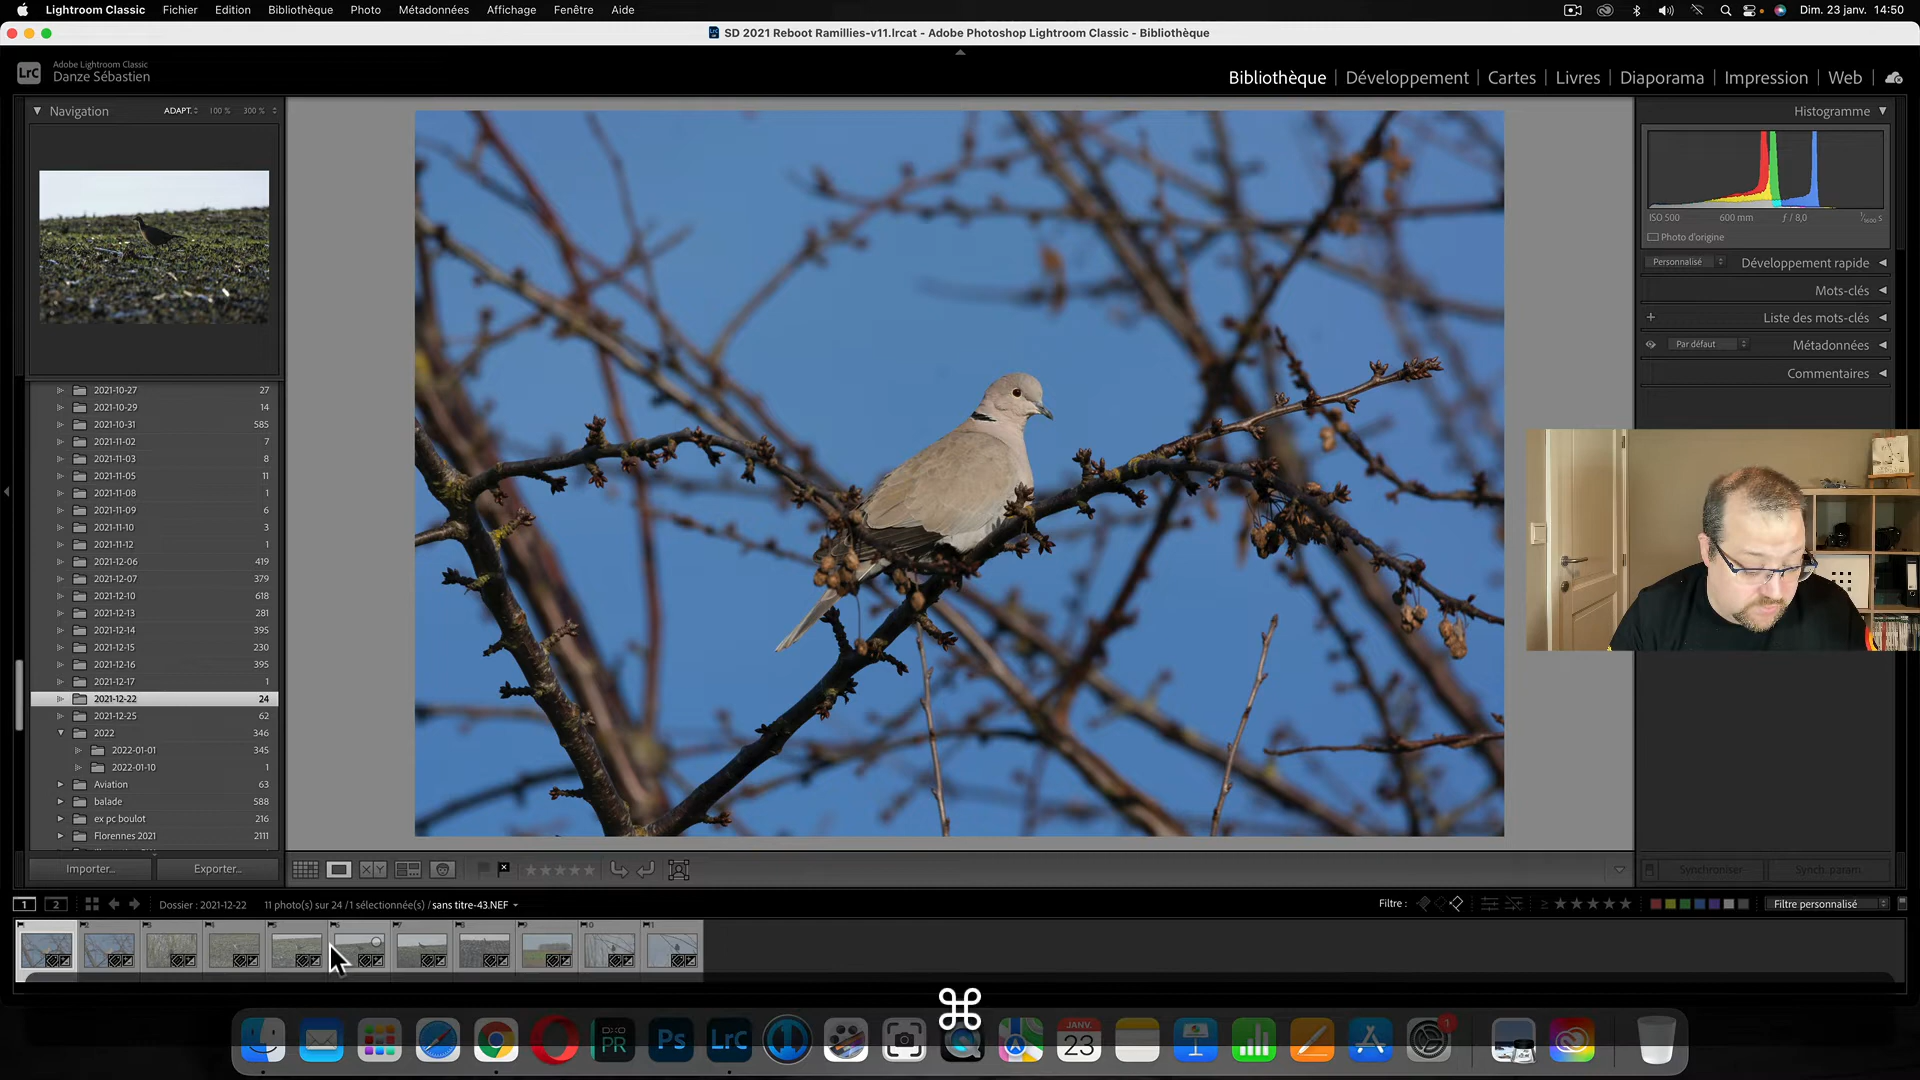 Lightroom Classic Fichier Edition Bibliothèque Photo Métadonnées Affichage Fenêtre Aide Dim. 23 janv. 14:50
SD 2021 Reboot Ramillies-v11.lrcat - Adobe Photoshop Lightroom Classic - Bibliothèque
LrC
Adobe Lightroom Classic
Danze Sébastien
Bibliothèque | Développement | Cartes | Livres | Diaporama | Impression | Web
Navigation ADAPT. 100 % 300 %
Histogramme
ISO 500 600 mm ƒ / 8,0
Photo d'origine
Personnalisé Développement rapide
Mots-clés
+ Liste des mots-clés
Par défaut Métadonnées
Commentaires
2021-10-27 27
2021-10-29 14
2021-10-31 585
2021-11-02 7
2021-11-03 8
2021-11-05 11
2021-11-08 1
2021-11-09 6
2021-11-10 3
2021-11-12 1
2021-12-06 419
2021-12-07 379
2021-12-10 618
2021-12-13 281
2021-12-14 395
2021-12-15 230
2021-12-16 395
2021-12-17 1
2021-12-22 24
2021-12-25 62
2022 346
2022-01-01 345
2022-01-10 1
Aviation 63
balade 588
ex pc boulot 216
Florennes 2021 2111
Importer... Exporter...
XY
Synchroniser Synch. param.
1 2 Dossier : 2021-12-22 11 photo(s) sur 24 /1 sélectionnée(s) / sans titre-43.NEF
Filtre : Filtre personnalisé
⌘
DXO
PR
Ps
LrC
JANV.
23
1